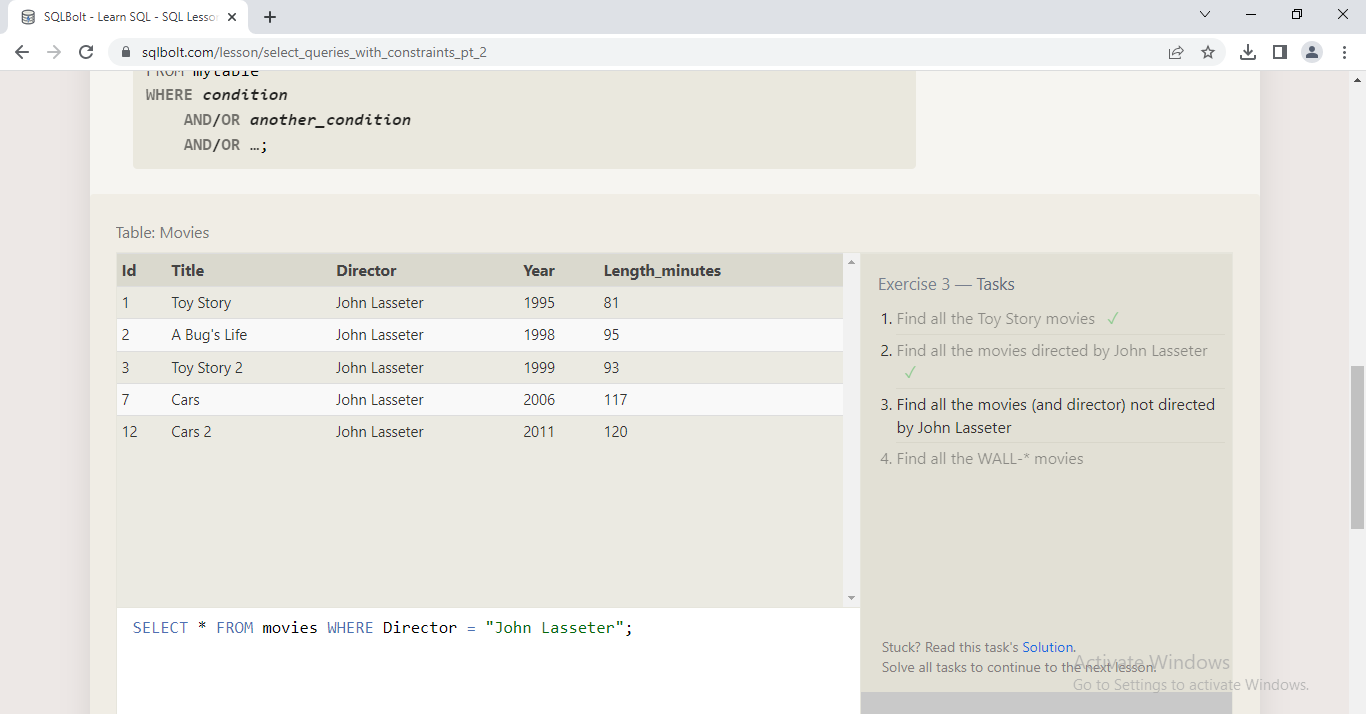 SQLBolt - Learn SQL - SQL Lesso
sqlbolt.com/lesson/select_queries_with_constraints_pt_2
FROM mytable
WHERE condition
AND/OR another_condition
AND/OR …;
Table: Movies
Id Title Director Year Length_minutes
1 Toy Story John Lasseter 1995 81
2 A Bug's Life John Lasseter 1998 95
3 Toy Story 2 John Lasseter 1999 93
7 Cars John Lasseter 2006 117
12 Cars 2 John Lasseter 2011 120
SELECT * FROM movies WHERE Director = "John Lasseter";
Exercise 3 — Tasks
1. Find all the Toy Story movies ✓
2. Find all the movies directed by John Lasseter
✓
3. Find all the movies (and director) not directed
by John Lasseter
4. Find all the WALL-* movies
Stuck? Read this task's Solution.
Solve all tasks to continue to the next lesson.
Activate Windows
Go to Settings to activate Windows.